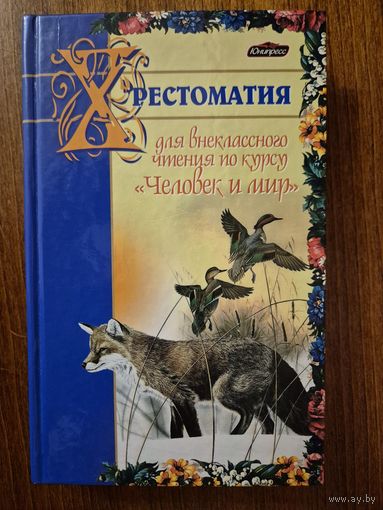 Юнипресс
ХРЕСТОМАТИЯ
для внеклассного
чтения по курсу
«Человек и мир»
www.ay.by